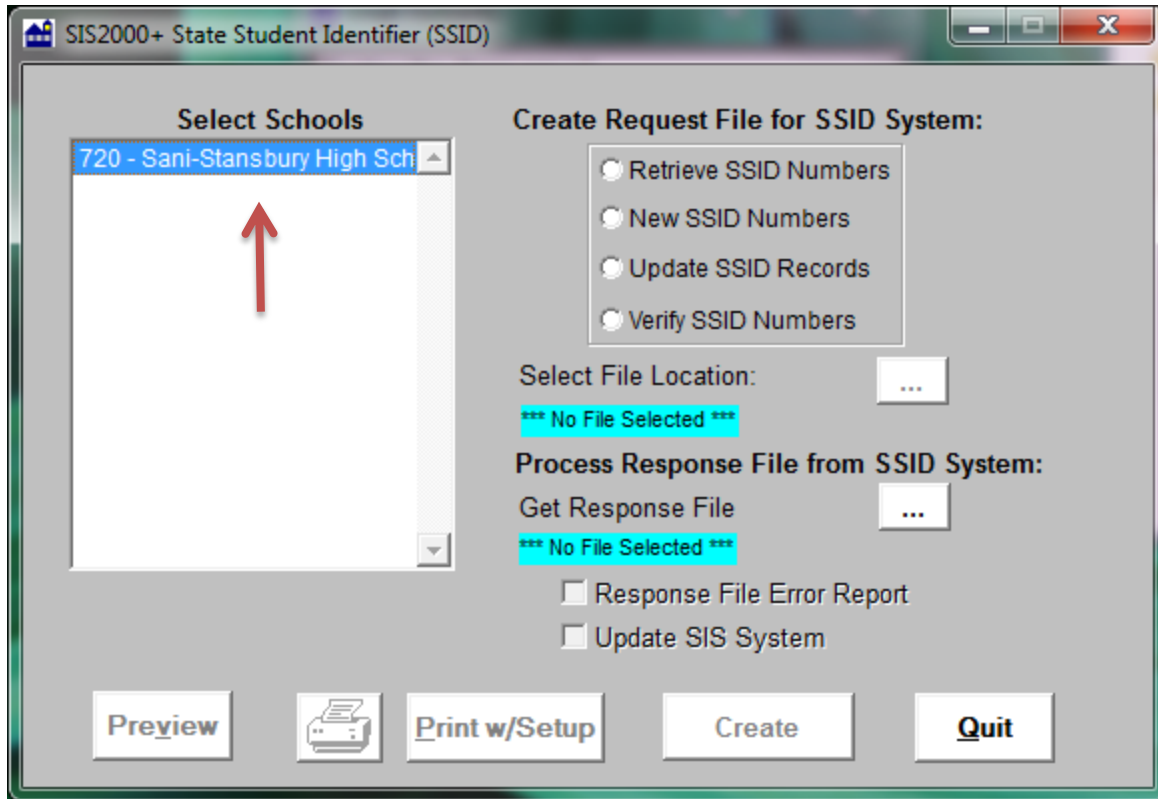 SIS2000+ State Student Identifier (SSID)
Select Schools
720 - Sani-Stansbury High Sch
Create Request File for SSID System:
Retrieve SSID Numbers
New SSID Numbers
Update SSID Records
Verify SSID Numbers
Select File Location:
...
*** No File Selected ***
Process Response File from SSID System:
Get Response File
...
*** No File Selected ***
Response File Error Report
Update SIS System
Preview
Print w/Setup
Create
Quit